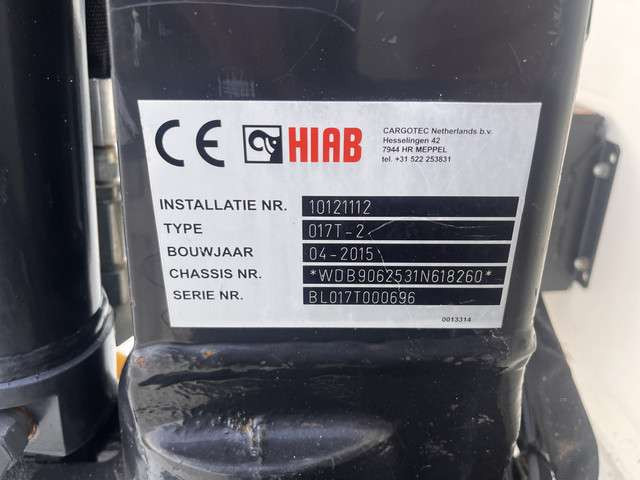 CE HIAB
CARGOTEC Netherlands b.v.
Hesselingen 42
7944 HR MEPPEL
tel. +31 522 253831
INSTALLATIE NR. 10121112
TYPE 017T-2
BOUWJAAR 04-2015
CHASSIS NR. *WDB9062531N618260*
SERIE NR. BL017T000696
0013314